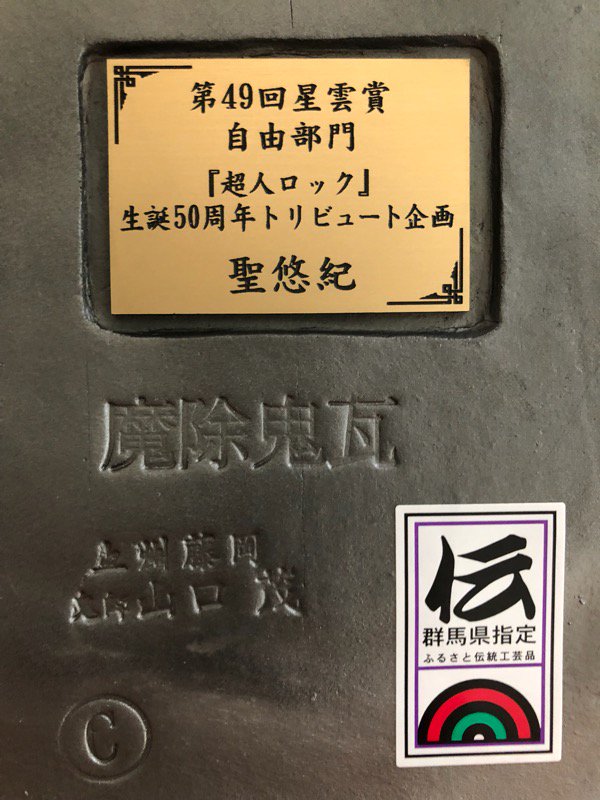 第49回星雲賞
自由部門
『超人ロック』
生誕50周年トリビュート企画
聖悠紀
魔除鬼瓦
上州藤岡
山口茂
C
伝
群馬県指定
ふるさと伝統工芸品